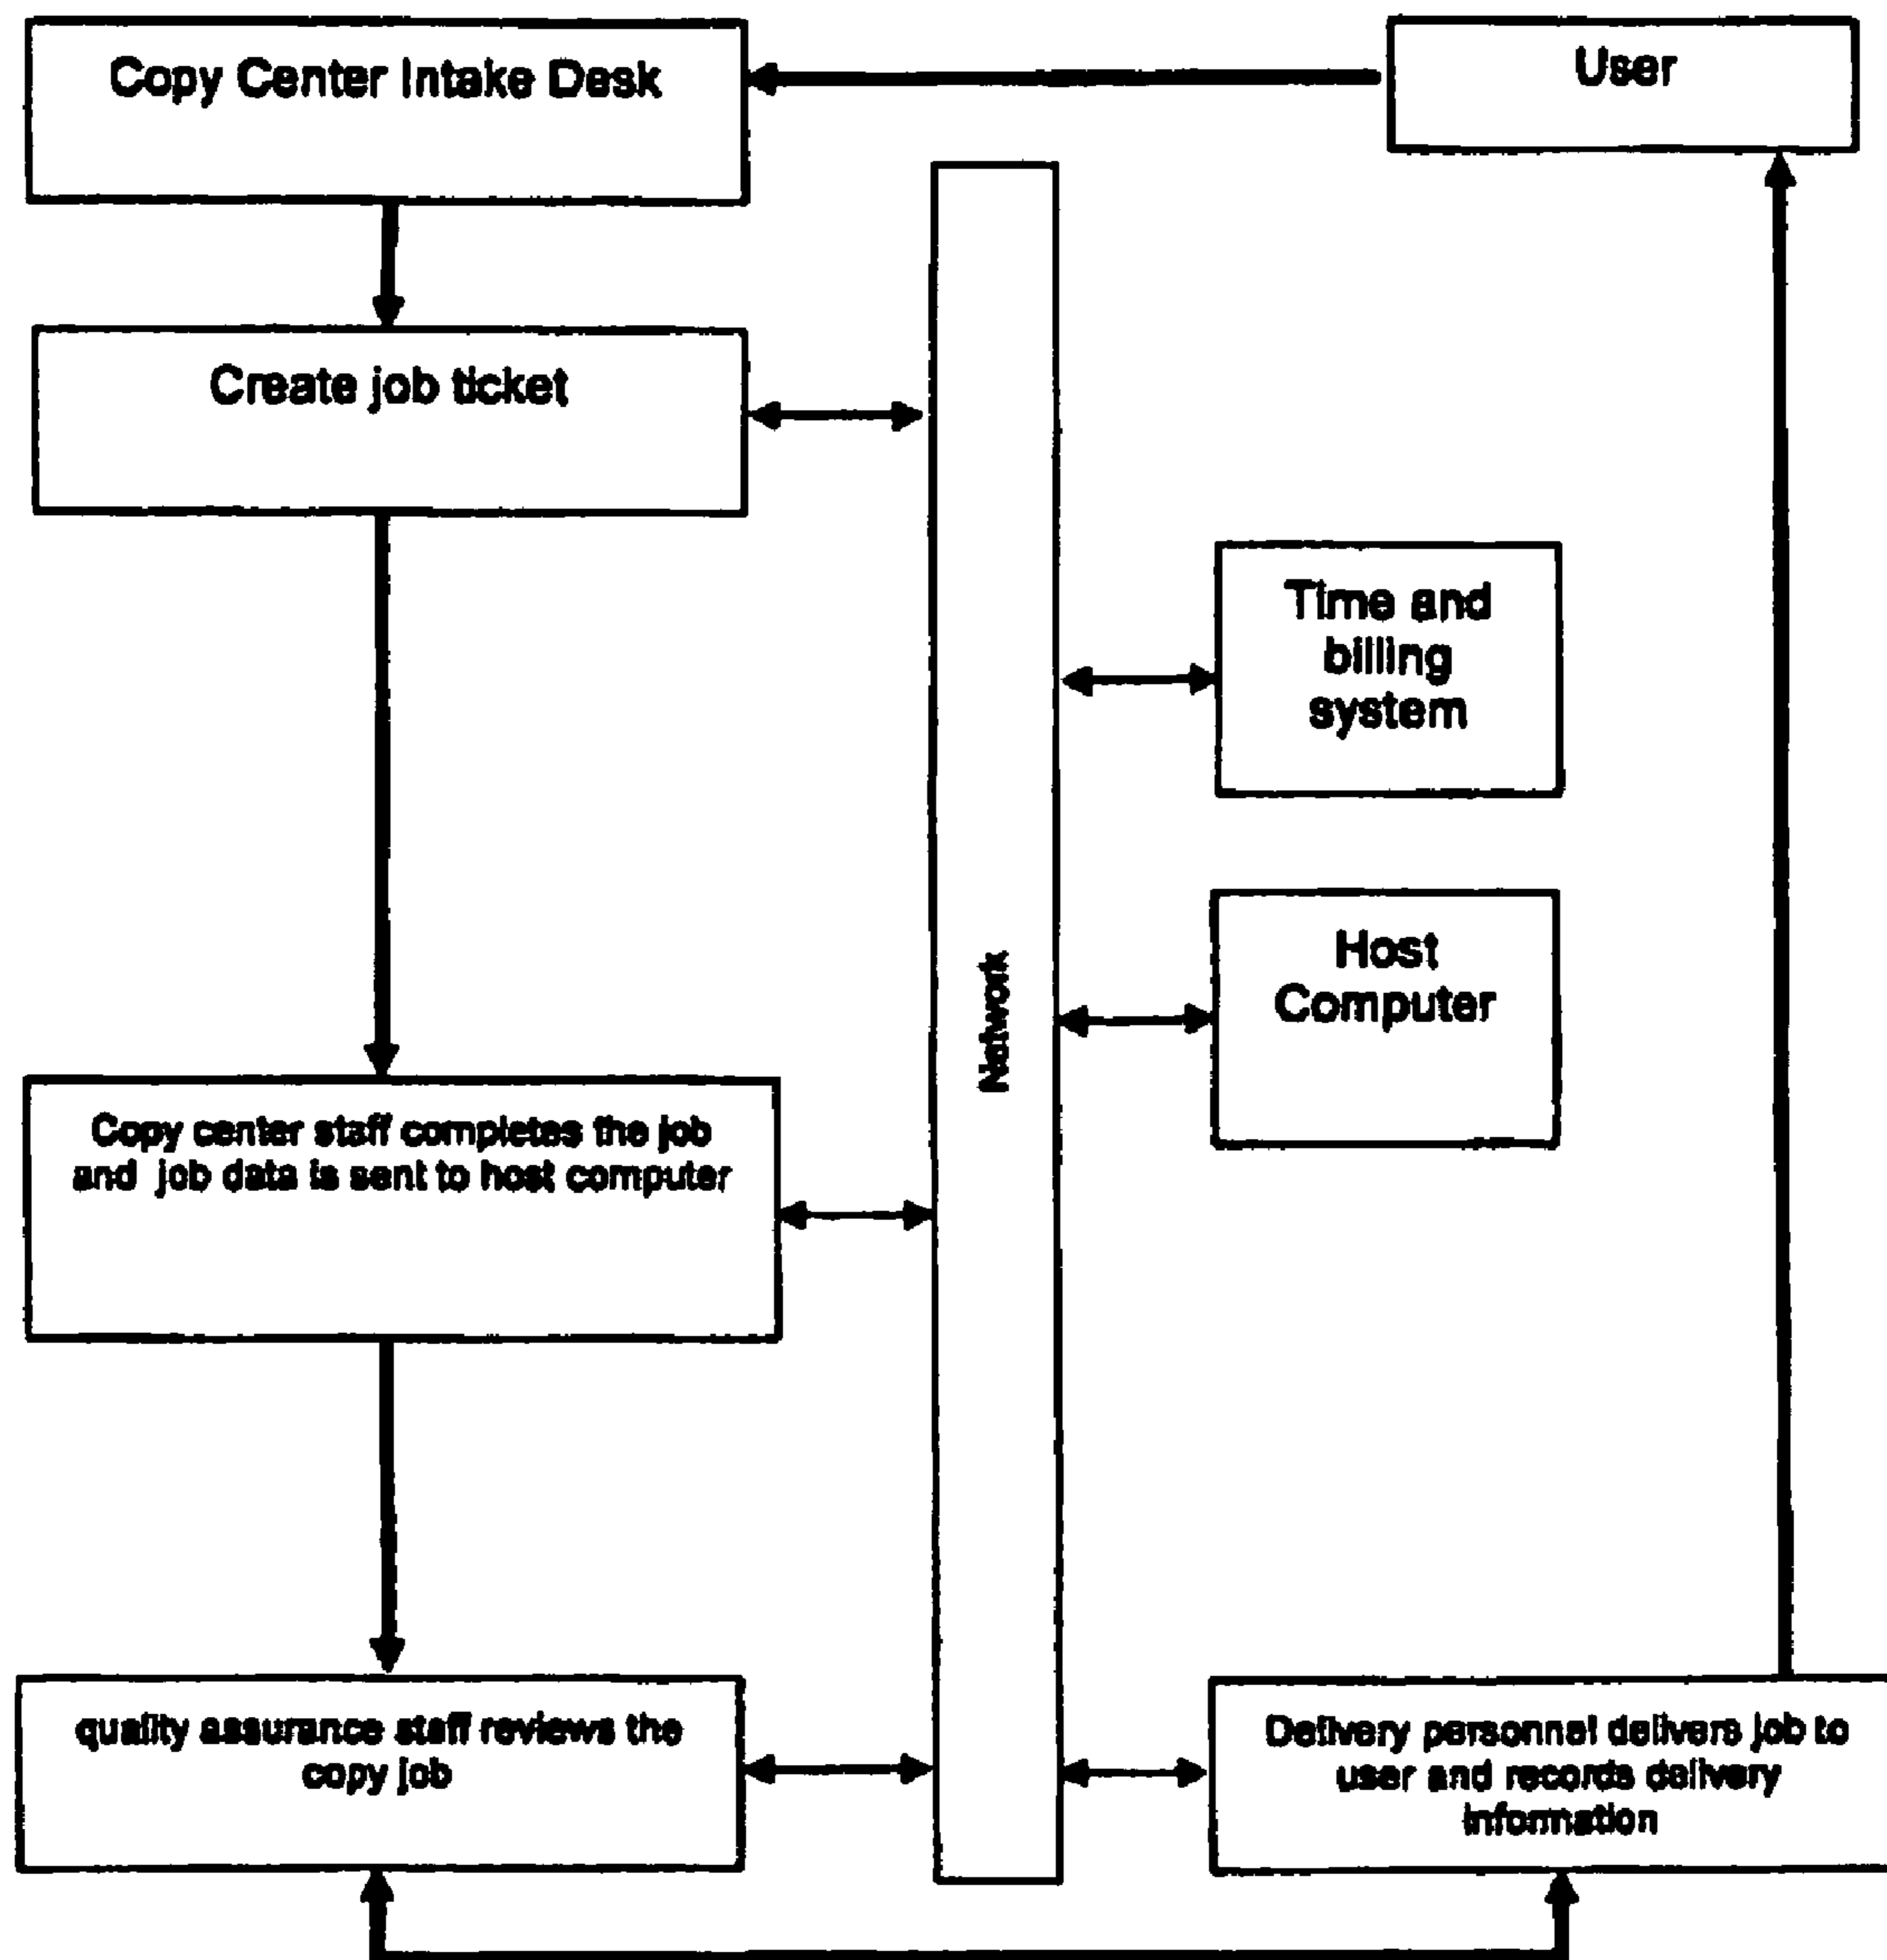 Copy Center Intake Desk
User
Create job ticket
Time and
billing
system
Host
Computer
Network
Copy center staff completes the job
and job data is sent to host computer
quality assurance staff reviews the
copy job
Delivery personnel delivers job to
user and records delivery
information